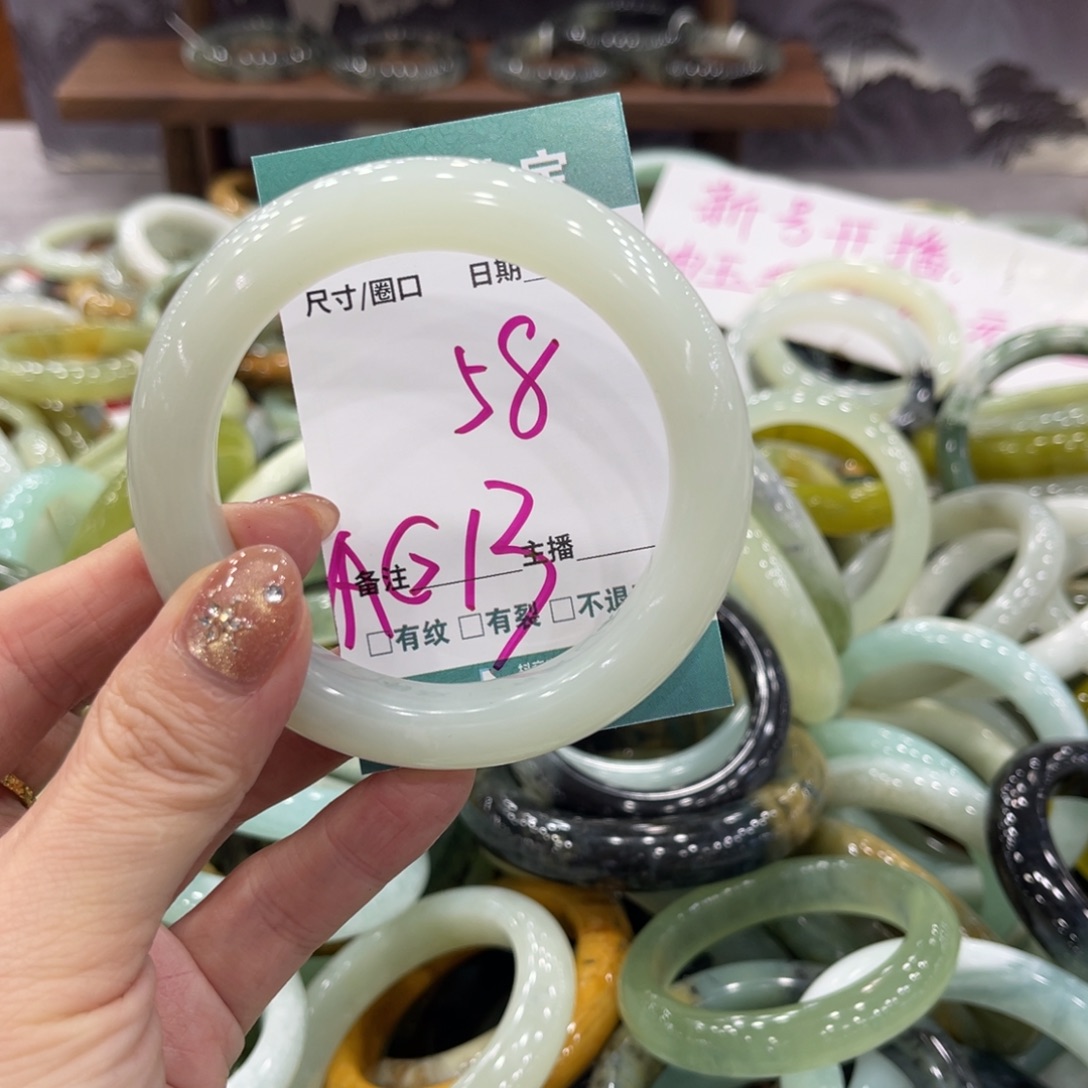 宝
新号开播
尺寸/圈口 日期
58
AG13
备注 主播
□有纹 □有裂 □不退